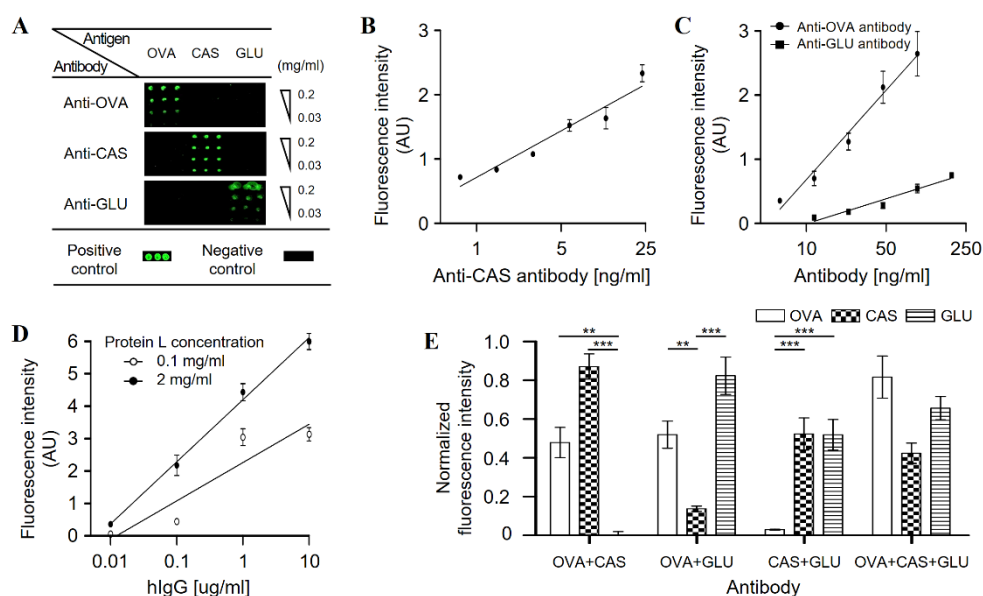 A
Antigen
Antibody
OVA CAS GLU
(mg/ml)
Anti-OVA
0.2
0.03
Anti-CAS
0.2
0.03
Anti-GLU
0.2
0.03
Positive control
Negative control
B
Fluorescence intensity (AU)
3
2
1
0
1 5 25
Anti-CAS antibody [ng/ml]
C
Anti-OVA antibody
Anti-GLU antibody
Fluorescence intensity (AU)
3
2
1
0
10 50 250
Antibody [ng/ml]
D
Protein L concentration
0.1 mg/ml
2 mg/ml
Fluorescence intensity (AU)
6
5
4
3
2
1
0
0.01 0.1 1 10
hIgG [ug/ml]
E
OVA CAS GLU
** *** ** *** *** ***
Normalized fluorescence intensity
1.0
0.8
0.6
0.4
0.2
0
OVA+CAS OVA+GLU CAS+GLU OVA+CAS+GLU
Antibody